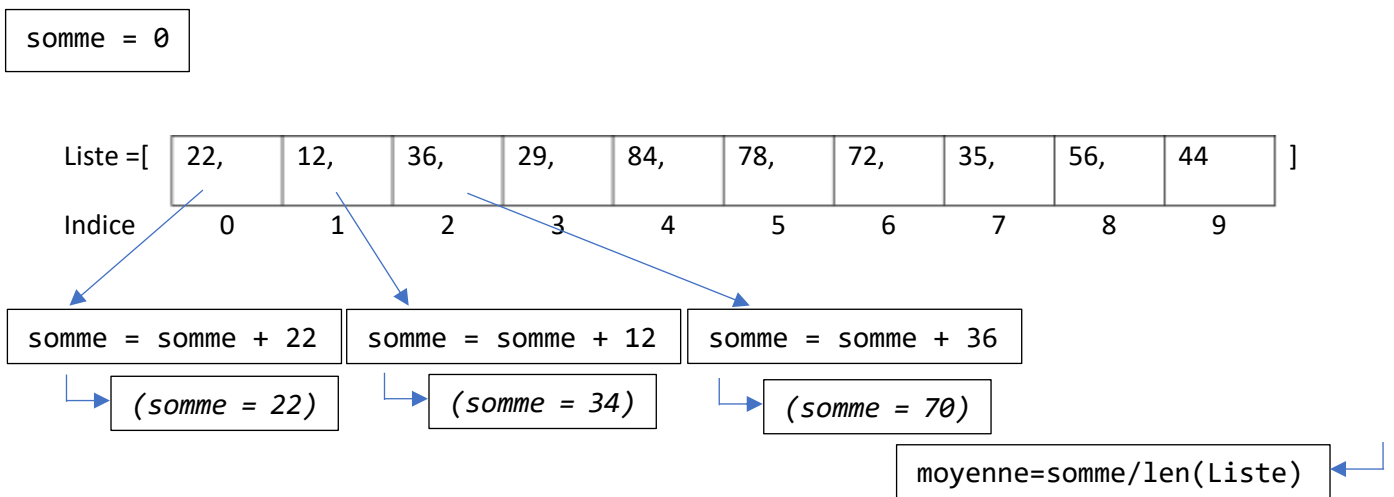 somme = 0
Liste =[ 22, 12, 36, 29, 84, 78, 72, 35, 56, 44 ]
Indice 0 1 2 3 4 5 6 7 8 9
somme = somme + 22 somme = somme + 12 somme = somme + 36
(somme = 22) (somme = 34) (somme = 70)
moyenne=somme/len(Liste)